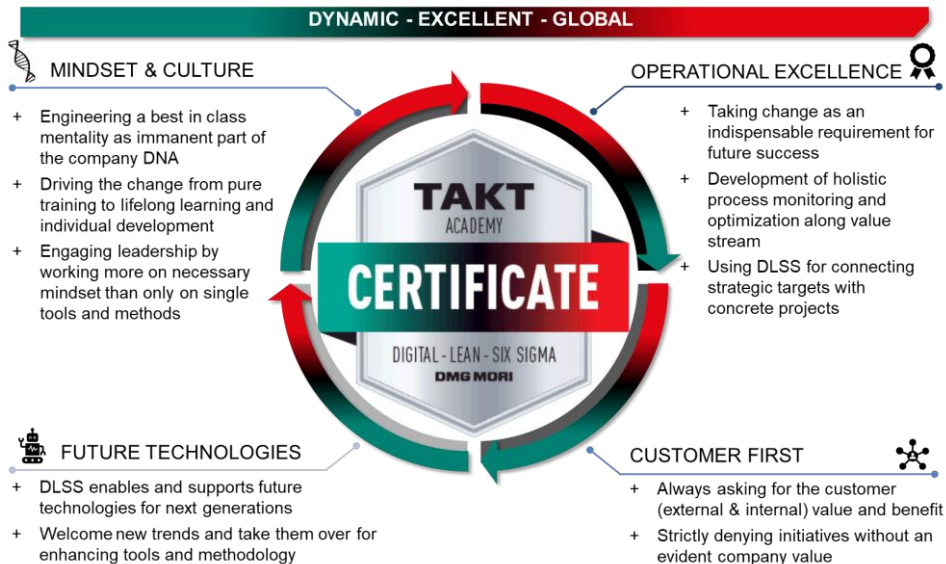 DYNAMIC - EXCELLENT - GLOBAL
MINDSET & CULTURE
+ Engineering a best in class
mentality as immanent part of
the company DNA
+ Driving the change from pure
training to lifelong learning and
individual development
+ Engaging leadership by
working more on necessary
mindset than only on single
tools and methods
OPERATIONAL EXCELLENCE
+ Taking change as an
indispensable requirement for
future success
+ Development of holistic
process monitoring and
optimization along value
stream
+ Using DLSS for connecting
strategic targets with
concrete projects
TAKT
ACADEMY
CERTIFICATE
DIGITAL - LEAN - SIX SIGMA
DMG MORI
FUTURE TECHNOLOGIES
+ DLSS enables and supports future
technologies for next generations
+ Welcome new trends and take them over for
enhancing tools and methodology
CUSTOMER FIRST
+ Always asking for the customer
(external & internal) value and benefit
+ Strictly denying initiatives without an
evident company value